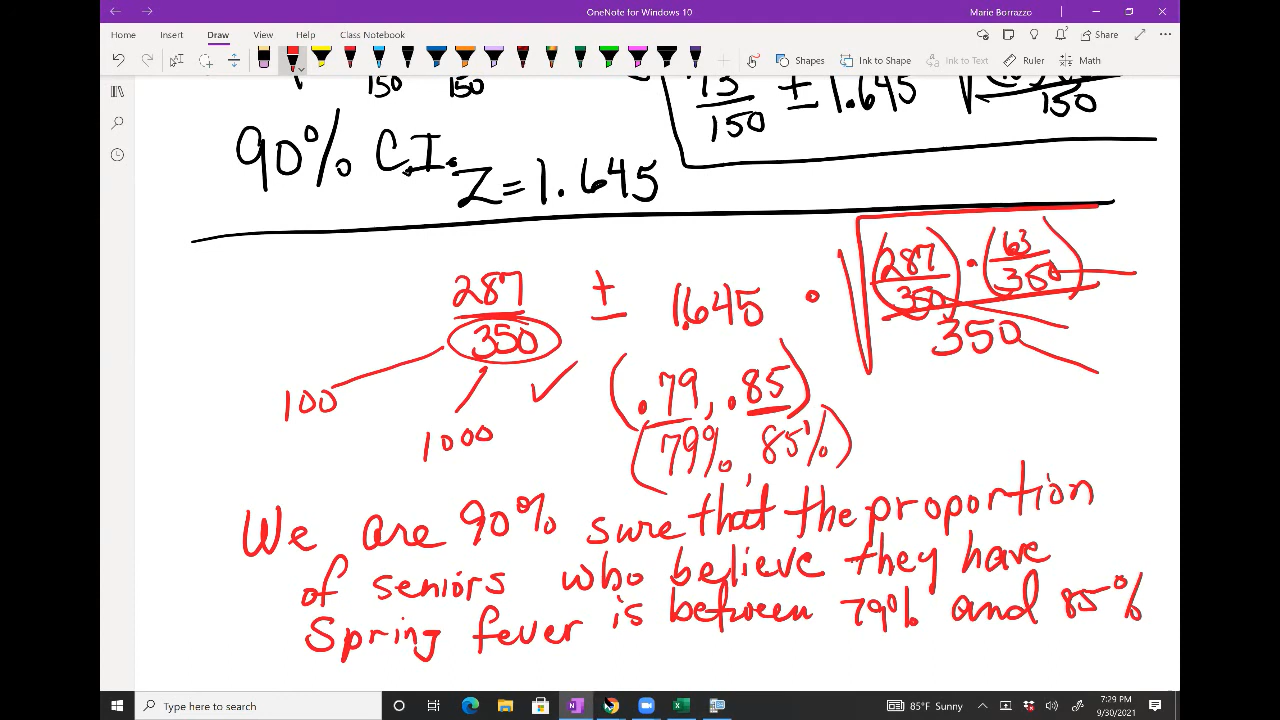 OneNote for Windows 10
Marie Borrazzo
Home Insert Draw View Help Class Notebook Share
Shapes Ink to Shape Ink to Text Ruler Math
150 150
13/150 ± 1.645 150
90% C.I. Z = 1.645
287/350 ± 1.645 • √((287/350) • (63/350) / 350)
100
1000 ✓
(.79, .85)
(79%, 85%)
We are 90% sure that the proportion
of seniors who believe they have
Spring fever is between 79% and 85%
Type here to search
85°F Sunny
7:29 PM
9/30/2021